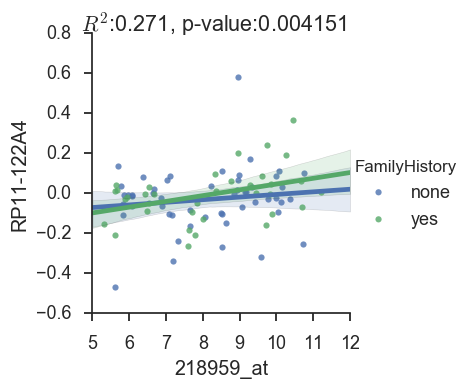 R²:0.271, p-value:0.004151
0.8
0.6
0.4
0.2
0.0
−0.2
−0.4
−0.6
RP11-122A4
5 6 7 8 9 10 11 12
218959_at
FamilyHistory
none
yes